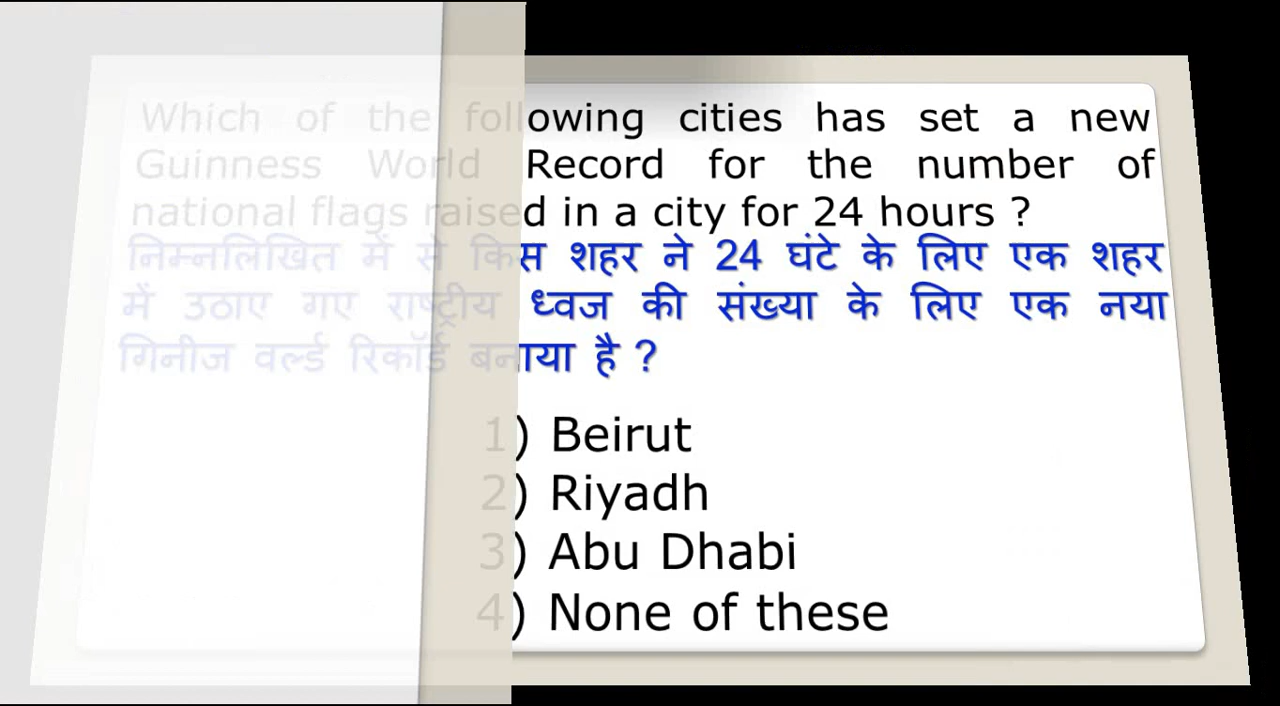 Which of the following cities has set a new
Guinness World Record for the number of
national flags raised in a city for 24 hours ?
निम्नलिखित में से किस शहर ने 24 घंटे के लिए एक शहर
में उठाए गए राष्ट्रीय ध्वज की संख्या के लिए एक नया
गिनीज वर्ल्ड रिकॉर्ड बनाया है ?
1) Beirut
2) Riyadh
3) Abu Dhabi
4) None of these